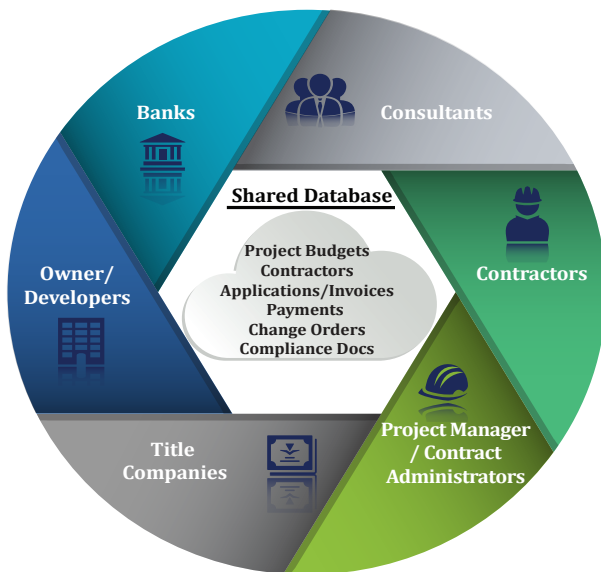 Banks
Consultants
Shared Database
Project Budgets
Contractors
Applications/Invoices
Payments
Change Orders
Compliance Docs
Owner/
Developers
Contractors
Title
Companies
Project Manager
/ Contract
Administrators